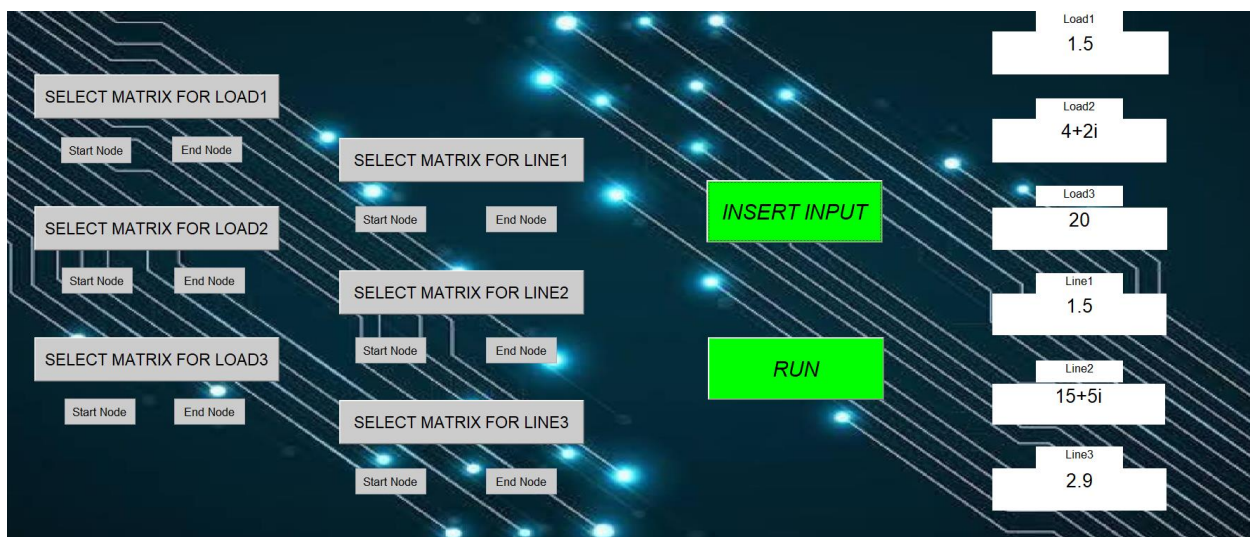 SELECT MATRIX FOR LOAD1
Start Node End Node
SELECT MATRIX FOR LOAD2
Start Node End Node
SELECT MATRIX FOR LOAD3
Start Node End Node
SELECT MATRIX FOR LINE1
Start Node End Node
SELECT MATRIX FOR LINE2
Start Node End Node
SELECT MATRIX FOR LINE3
Start Node End Node
INSERT INPUT
RUN
Load1
1.5
Load2
4+2i
Load3
20
Line1
1.5
Line2
15+5i
Line3
2.9